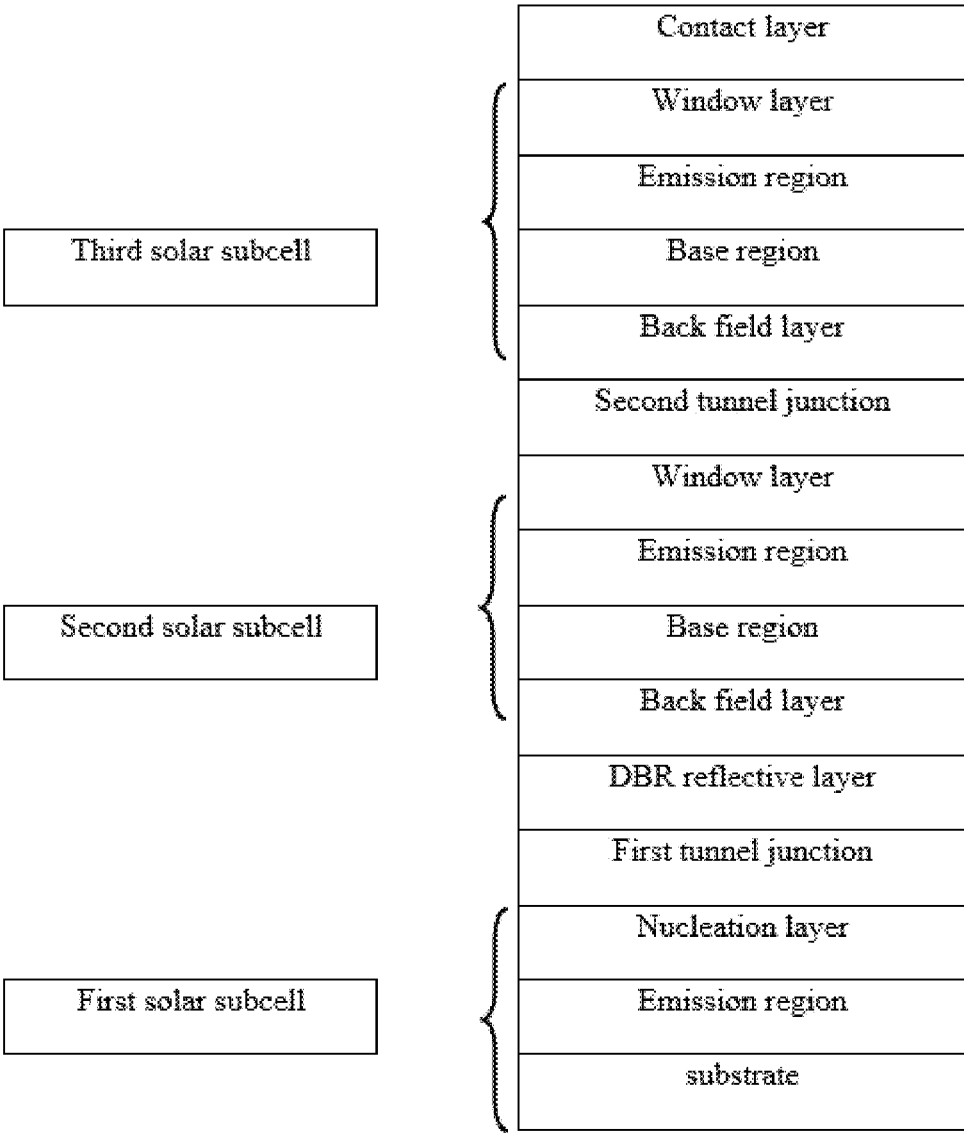 Contact layer
Window layer
Emission region
Third solar subcell
Base region
Back field layer
Second tunnel junction
Window layer
Emission region
Second solar subcell
Base region
Back field layer
DBR reflective layer
First tunnel junction
Nucleation layer
First solar subcell
Emission region
substrate